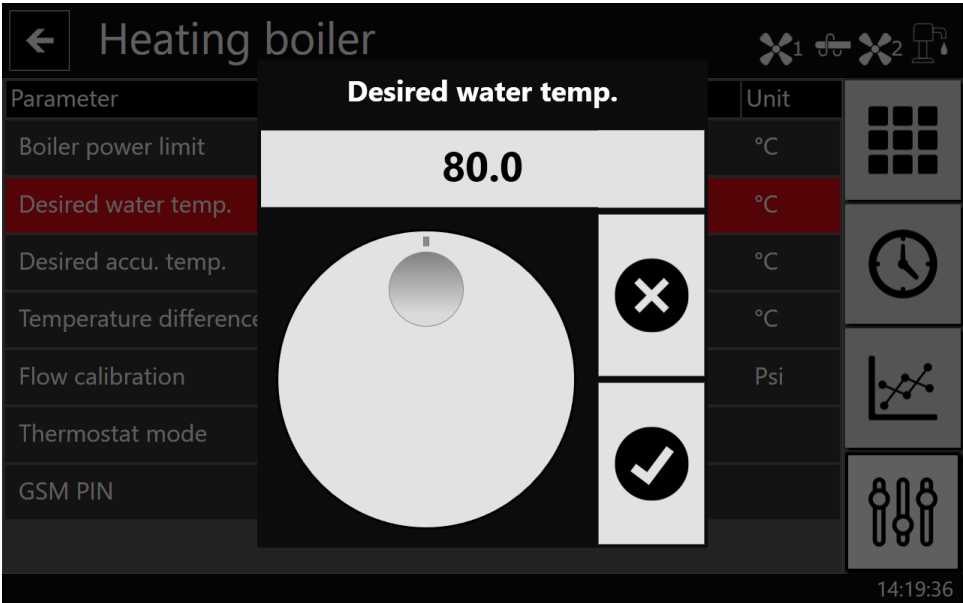 Heating boiler
1
2
Parameter
Unit
Desired water temp.
80.0
Boiler power limit
°C
Desired water temp.
°C
Desired accu. temp.
°C
Temperature difference
°C
Flow calibration
Psi
Thermostat mode
GSM PIN
14:19:36